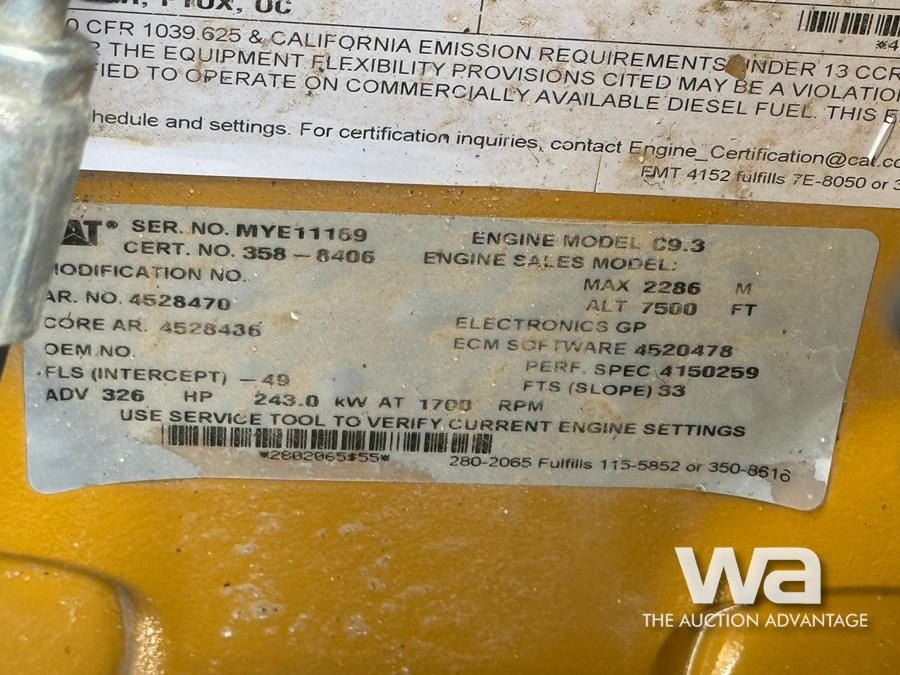 PTOX, OC
CFR 1039.625 & CALIFORNIA EMISSION REQUIREMENTS UNDER 13 CCR
THE EQUIPMENT FLEXIBILITY PROVISIONS CITED MAY BE A VIOLATION
FIED TO OPERATE ON COMMERCIALLY AVAILABLE DIESEL FUEL. THIS
hedule and settings. For certification inquiries, contact Engine_Certification@cat.co
EMT 4152 fulfills 7E-8050 or
CAT® SER. NO. MYE11169 ENGINE MODEL C9.3
CERT. NO. 358-8406 ENGINE SALES MODEL:
MODIFICATION NO. MAX 2286 M
AR. NO. 4528470 ALT 7500 FT
CORE AR. 4528436 ELECTRONICS GP
OEM NO. ECM SOFTWARE 4520478
FLS (INTERCEPT) -49 PERF. SPEC 4150259
FTS (SLOPE) 33
ADV 326 HP 243.0 kW AT 1700 RPM
USE SERVICE TOOL TO VERIFY CURRENT ENGINE SETTINGS
*2802065$55* 280-2065 Fulfills 115-5852 or 350-8616
wa
THE AUCTION ADVANTAGE